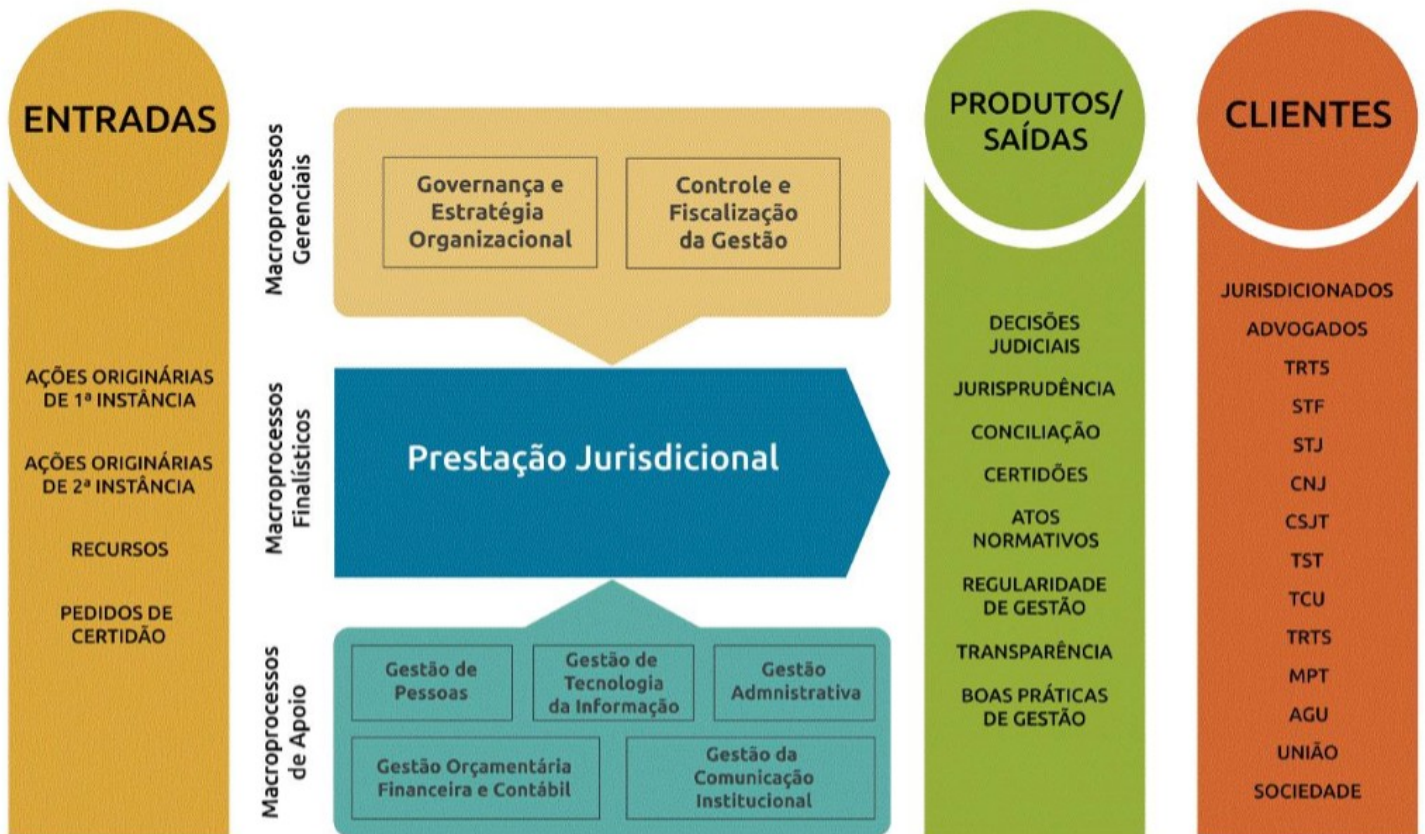 ENTRADAS
AÇÕES ORIGINÁRIAS
DE 1ª INSTÂNCIA
AÇÕES ORIGINÁRIAS
DE 2ª INSTÂNCIA
RECURSOS
PEDIDOS DE
CERTIDÃO
Macroprocessos
Gerenciais
Governança e
Estratégia
Organizacional
Controle e
Fiscalização
da Gestão
Macroprocessos
Finalísticos
Prestação Jurisdicional
Macroprocessos
de Apoio
Gestão de
Pessoas
Gestão de
Tecnologia
da Informação
Gestão
Admnistrativa
Gestão Orçamentária
Financeira e Contábil
Gestão da
Comunicação
Institucional
PRODUTOS/
SAÍDAS
DECISÕES
JUDICIAIS
JURISPRUDÊNCIA
CONCILIAÇÃO
CERTIDÕES
ATOS
NORMATIVOS
REGULARIDADE
DE GESTÃO
TRANSPARÊNCIA
BOAS PRÁTICAS
DE GESTÃO
CLIENTES
JURISDICIONADOS
ADVOGADOS
TRTS
STF
STJ
CNJ
CSJT
TST
TCU
TRTS
MPT
AGU
UNIÃO
SOCIEDADE